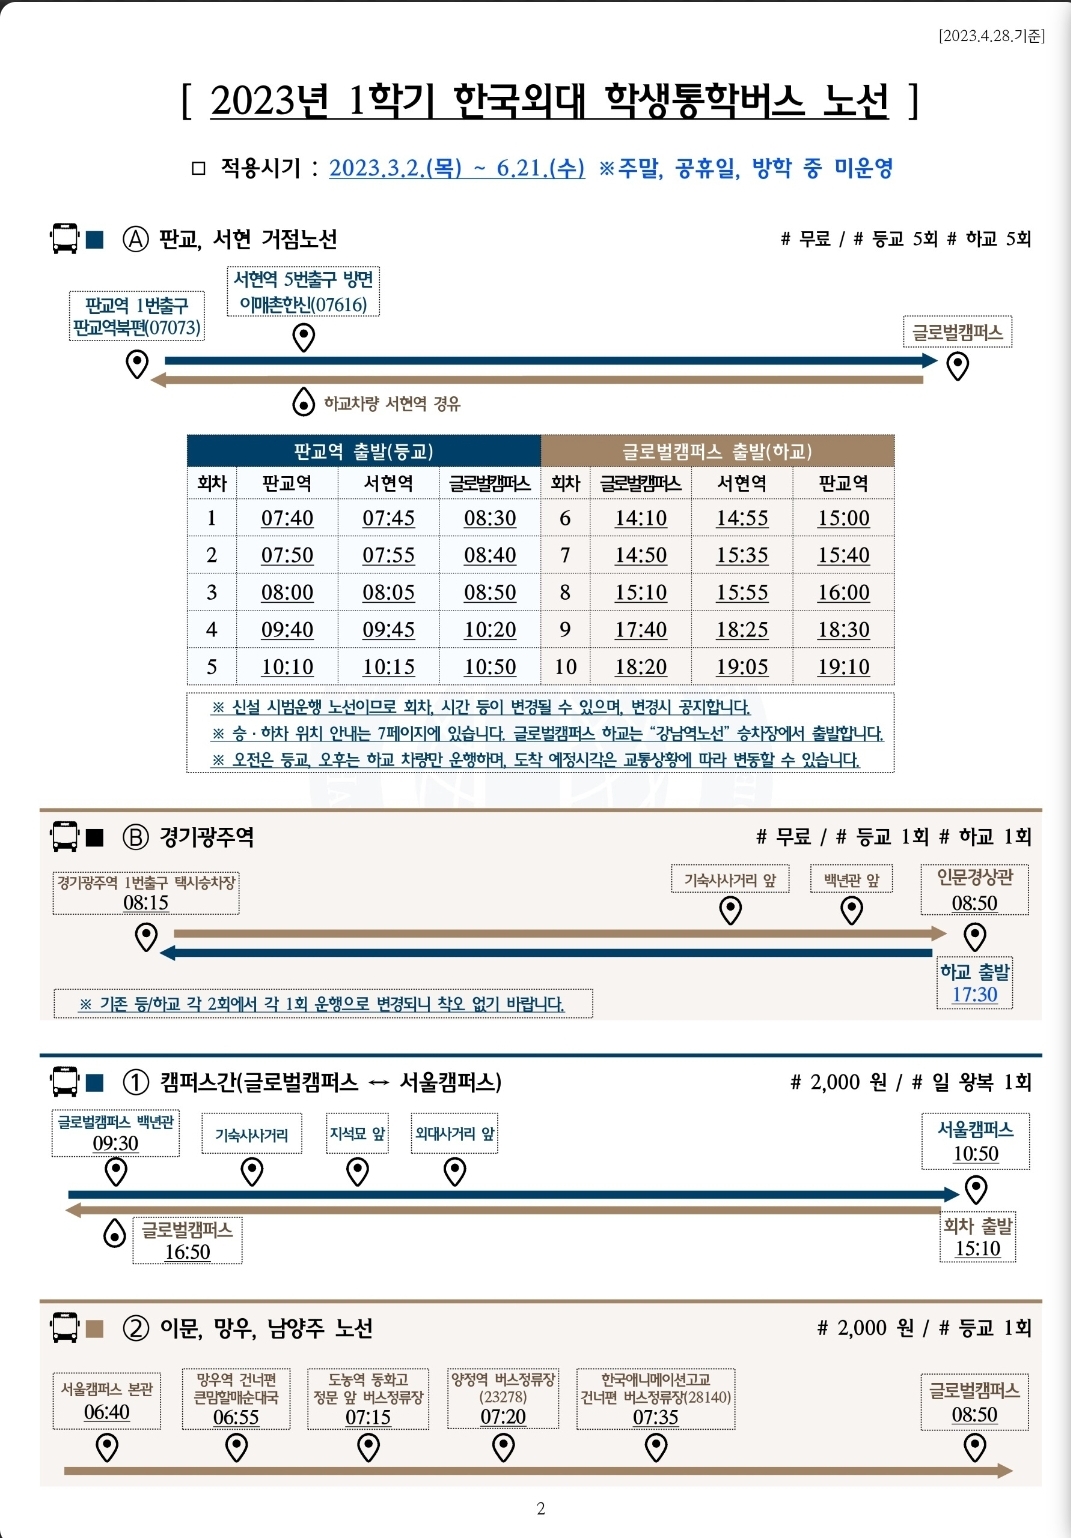 [2023.4.28.기준]
[ 2023년 1학기 한국외대 학생통학버스 노선 ]
□ 적용시기 : 2023.3.2.(목) ~ 6.21.(수) ※주말, 공휴일, 방학 중 미운영
Ⓐ 판교, 서현 거점노선 # 무료 / # 등교 5회 # 하교 5회
서현역 5번출구 방면
이매촌한신(07616)
판교역 1번출구
판교역북편(07073)
글로벌캠퍼스
하교차량 서현역 경유
판교역 출발(등교) 글로벌캠퍼스 출발(하교)
회차 판교역 서현역 글로벌캠퍼스 회차 글로벌캠퍼스 서현역 판교역
1 07:40 07:45 08:30 6 14:10 14:55 15:00
2 07:50 07:55 08:40 7 14:50 15:35 15:40
3 08:00 08:05 08:50 8 15:10 15:55 16:00
4 09:40 09:45 10:20 9 17:40 18:25 18:30
5 10:10 10:15 10:50 10 18:20 19:05 19:10
※ 신설 시범운행 노선이므로 회차, 시간 등이 변경될 수 있으며, 변경시 공지합니다.
※ 승 · 하차 위치 안내는 7페이지에 있습니다. 글로벌캠퍼스 하교는 “강남역노선” 승차장에서 출발합니다.
※ 오전은 등교, 오후는 하교 차량만 운행하며, 도착 예정시각은 교통상황에 따라 변동할 수 있습니다.
Ⓑ 경기광주역 # 무료 / # 등교 1회 # 하교 1회
경기광주역 1번출구 택시승차장
08:15
기숙사사거리 앞
백년관 앞
인문경상관
08:50
하교 출발
17:30
※ 기존 등/하교 각 2회에서 각 1회 운행으로 변경되니 착오 없기 바랍니다.
① 캠퍼스간(글로벌캠퍼스 ↔ 서울캠퍼스) # 2,000 원 / # 일 왕복 1회
글로벌캠퍼스 백년관
09:30
기숙사사거리
지석묘 앞
외대사거리 앞
서울캠퍼스
10:50
글로벌캠퍼스
16:50
회차 출발
15:10
② 이문, 망우, 남양주 노선 # 2,000 원 / # 등교 1회
서울캠퍼스 본관
06:40
망우역 건너편
큰맘할매순대국
06:55
도농역 동화고
정문 앞 버스정류장
07:15
양정역 버스정류장
(23278)
07:20
한국애니메이션고교
건너편 버스정류장(28140)
07:35
글로벌캠퍼스
08:50
2